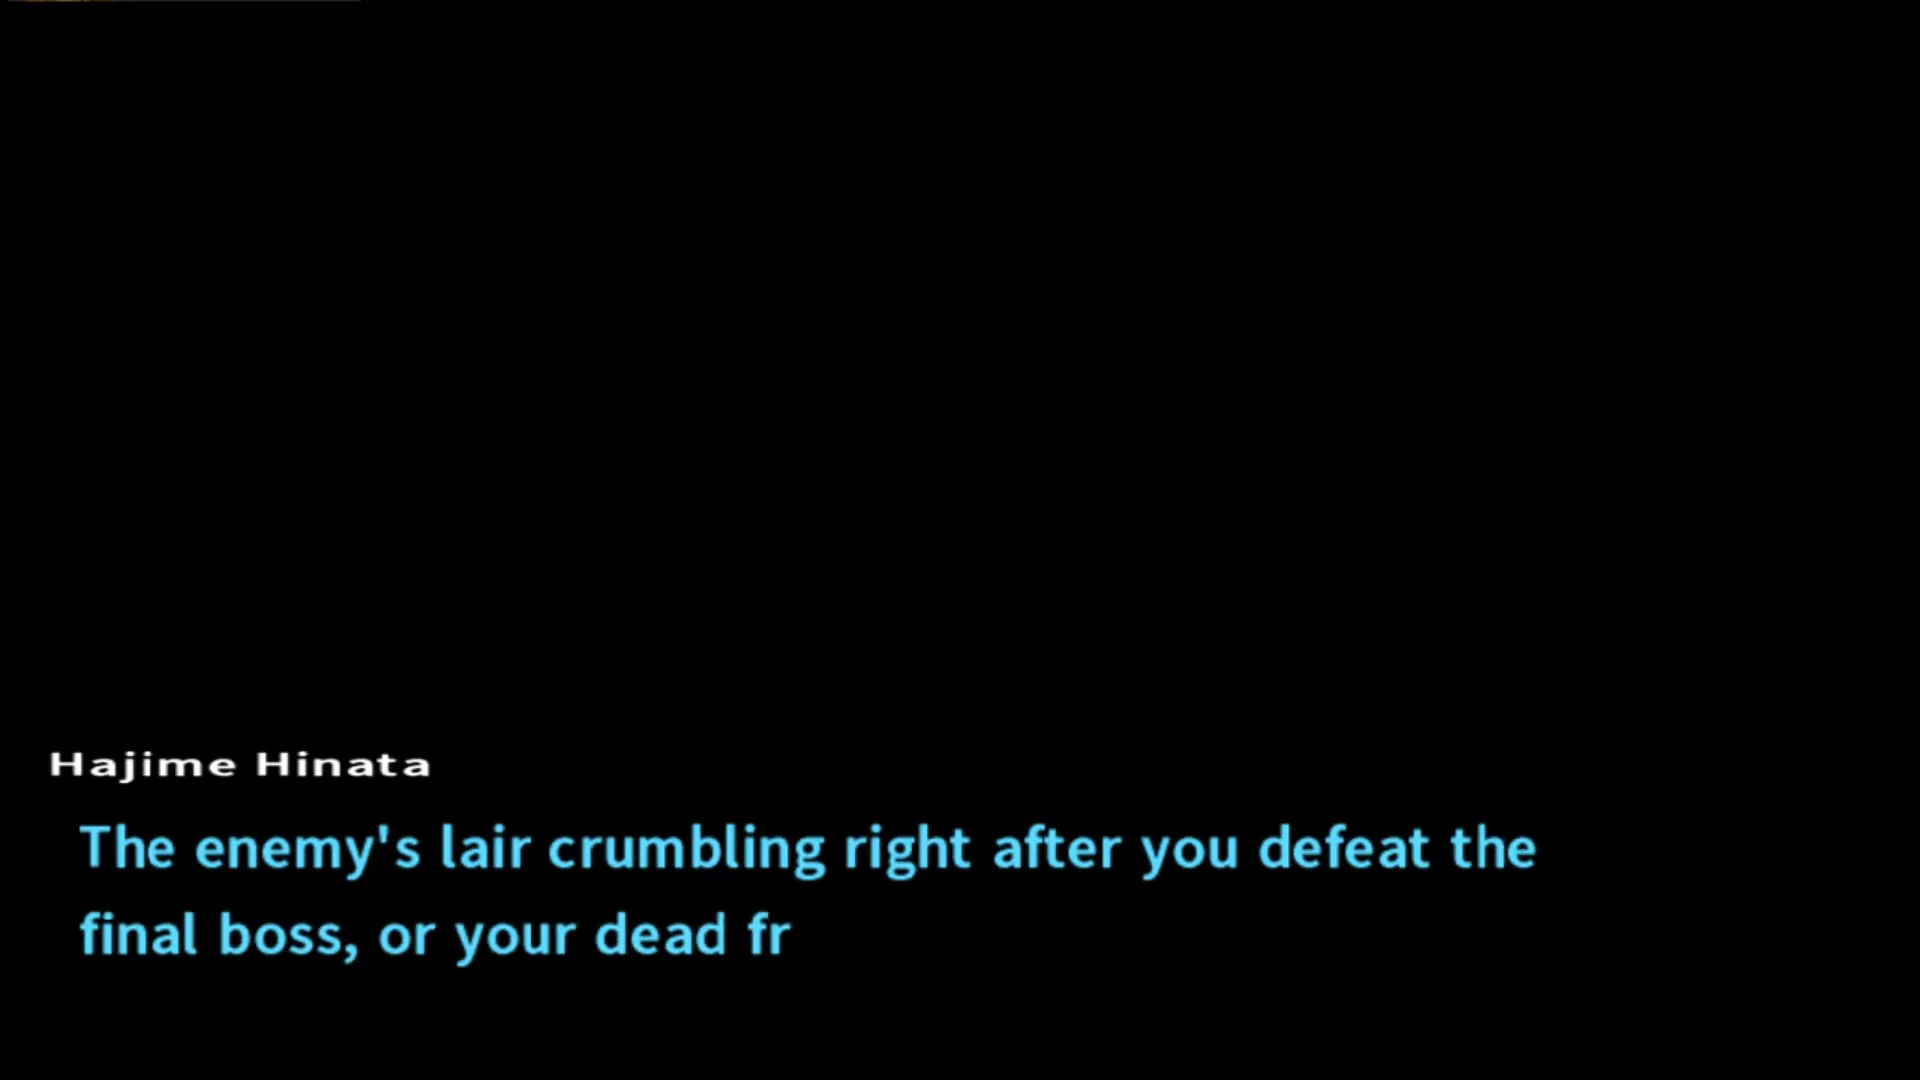 Hajime Hinata
The enemy's lair crumbling right after you defeat the
final boss, or your dead fr